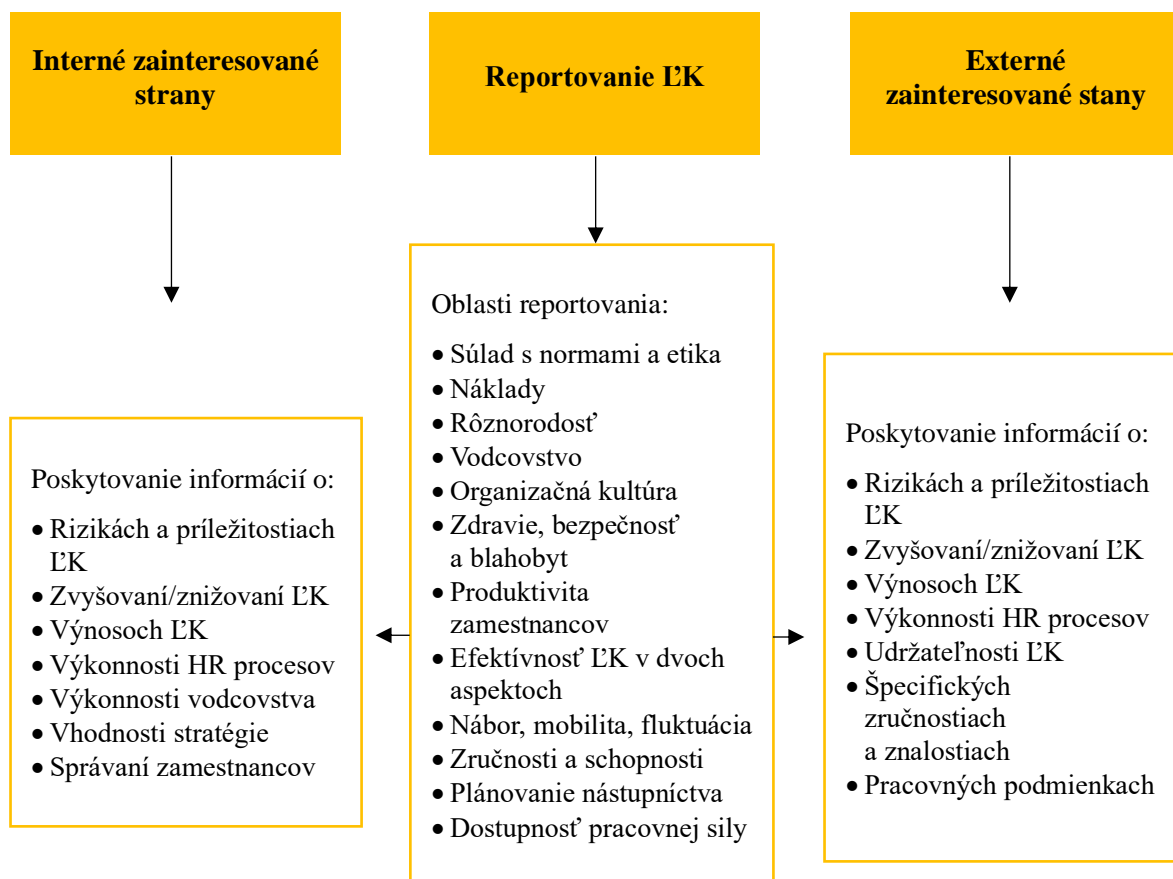 Interné zainteresované
strany
Reportovanie ĽK
Externé
zainteresované stany
Poskytovanie informácií o:
• Rizikách a príležitostiach
ĽK
• Zvyšovaní/znižovaní ĽK
• Výnosoch ĽK
• Výkonnosti HR procesov
• Výkonnosti vodcovstva
• Vhodnosti stratégie
• Správaní zamestnancov
Oblasti reportovania:
• Súlad s normami a etika
• Náklady
• Rôznorodosť
• Vodcovstvo
• Organizačná kultúra
• Zdravie, bezpečnosť
a blahobyt
• Produktivita
zamestnancov
• Efektívnosť ĽK v dvoch
aspektoch
• Nábor, mobilita, fluktuácia
• Zručnosti a schopnosti
• Plánovanie nástupníctva
• Dostupnosť pracovnej sily
Poskytovanie informácií o:
• Rizikách a príležitostiach
ĽK
• Zvyšovaní/znižovaní ĽK
• Výnosoch ĽK
• Výkonnosti HR procesov
• Udržateľnosti ĽK
• Špecifických
zručnostiach
a znalostiach
• Pracovných podmienkach